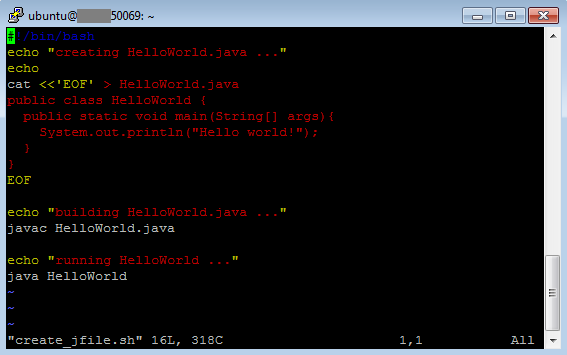 ubuntu@ 50069: ~
#!/bin/bash
echo "creating HelloWorld.java ..."
echo
cat <<'EOF' > HelloWorld.java
public class HelloWorld {
  public static void main(String[] args){
    System.out.println("Hello world!");
  }
}
EOF

echo "building HelloWorld.java ..."
javac HelloWorld.java

echo "running HelloWorld ..."
java HelloWorld
~
~
~
"create_jfile.sh" 16L, 318C 1,1 All